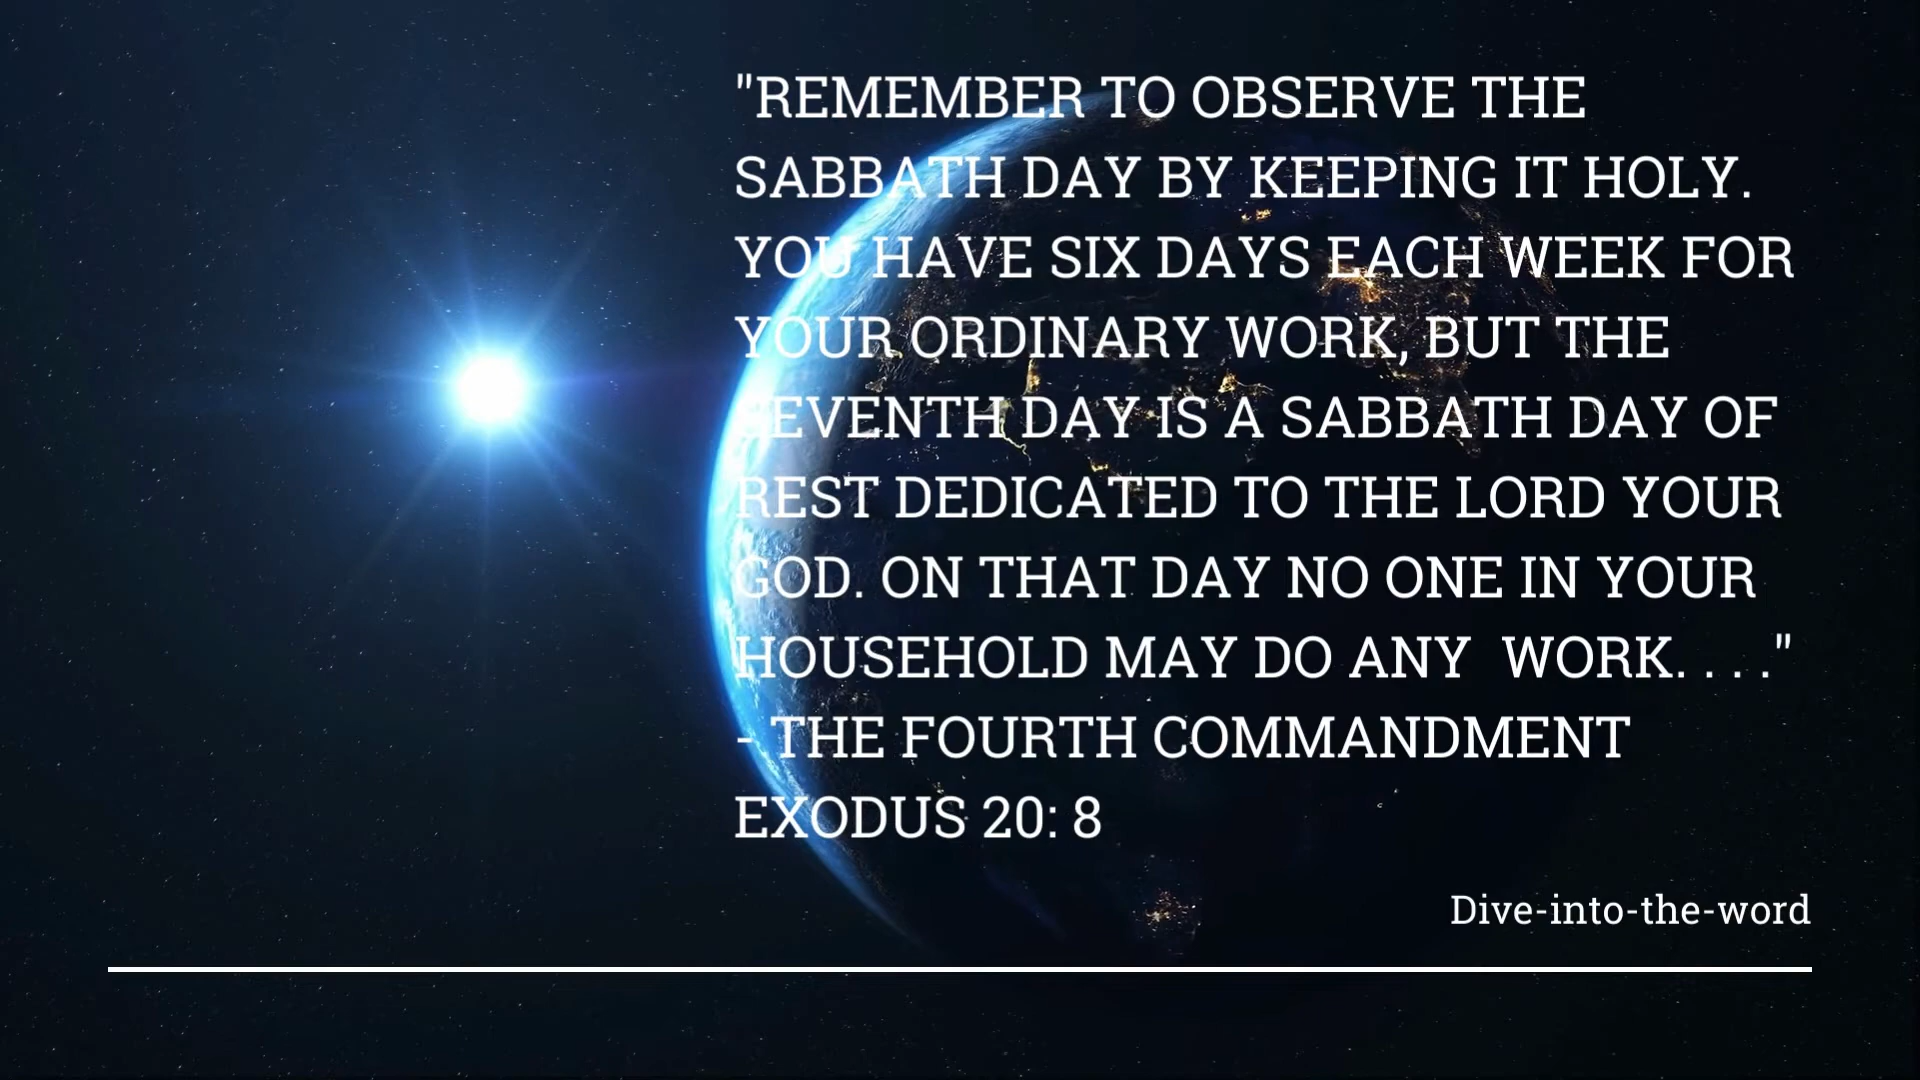 "REMEMBER TO OBSERVE THE
SABBATH DAY BY KEEPING IT HOLY.
YOU HAVE SIX DAYS EACH WEEK FOR
YOUR ORDINARY WORK, BUT THE
SEVENTH DAY IS A SABBATH DAY OF
REST DEDICATED TO THE LORD YOUR
GOD. ON THAT DAY NO ONE IN YOUR
HOUSEHOLD MAY DO ANY  WORK. . . ."
- THE FOURTH COMMANDMENT
EXODUS 20: 8
Dive-into-the-word